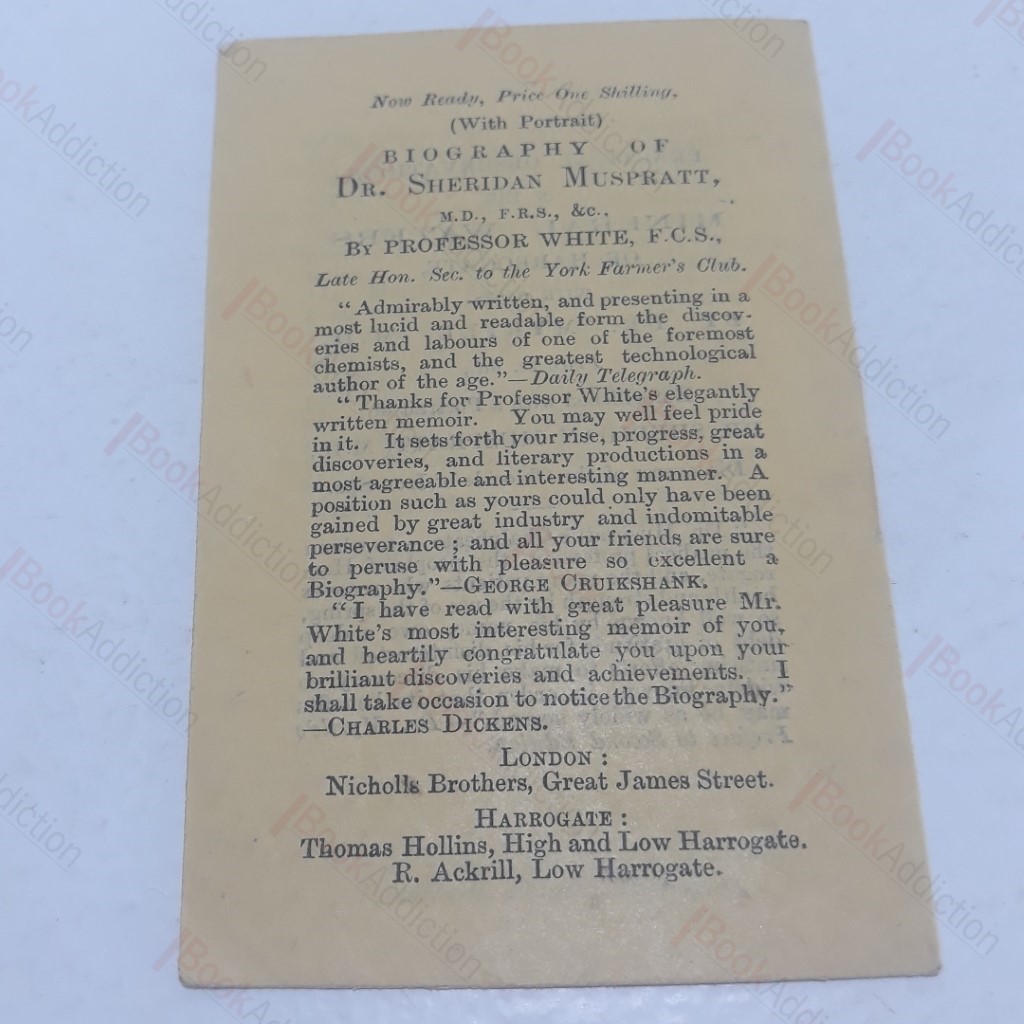 Now Ready, Price One Shilling,
(With Portrait)
BIOGRAPHY OF
DR. SHERIDAN MUSPRATT,
M.D., F.R.S., &c.,
BY PROFESSOR WHITE, F.C.S.,
Late Hon. Sec. to the York Farmer's Club.
"Admirably written, and presenting in a
most lucid and readable form the discov-
eries and labours of one of the foremost
chemists, and the greatest technological
author of the age."—Daily Telegraph.
"Thanks for Professor White's elegantly
written memoir. You may well feel pride
in it. It sets forth your rise, progress, great
discoveries, and literary productions in a
most agreeable and interesting manner. A
position such as yours could only have been
gained by great industry and indomitable
perseverance ; and all your friends are sure
to peruse with pleasure so excellent a
Biography."—GEORGE CRUIKSHANK.
"I have read with great pleasure Mr.
White's most interesting memoir of you,
and heartily congratulate you upon your
brilliant discoveries and achievements. I
shall take occasion to notice the Biography."
—CHARLES DICKENS.
LONDON :
Nicholls Brothers, Great James Street.
HARROGATE :
Thomas Hollins, High and Low Harrogate.
R. Ackrill, Low Harrogate.
BookAddiction